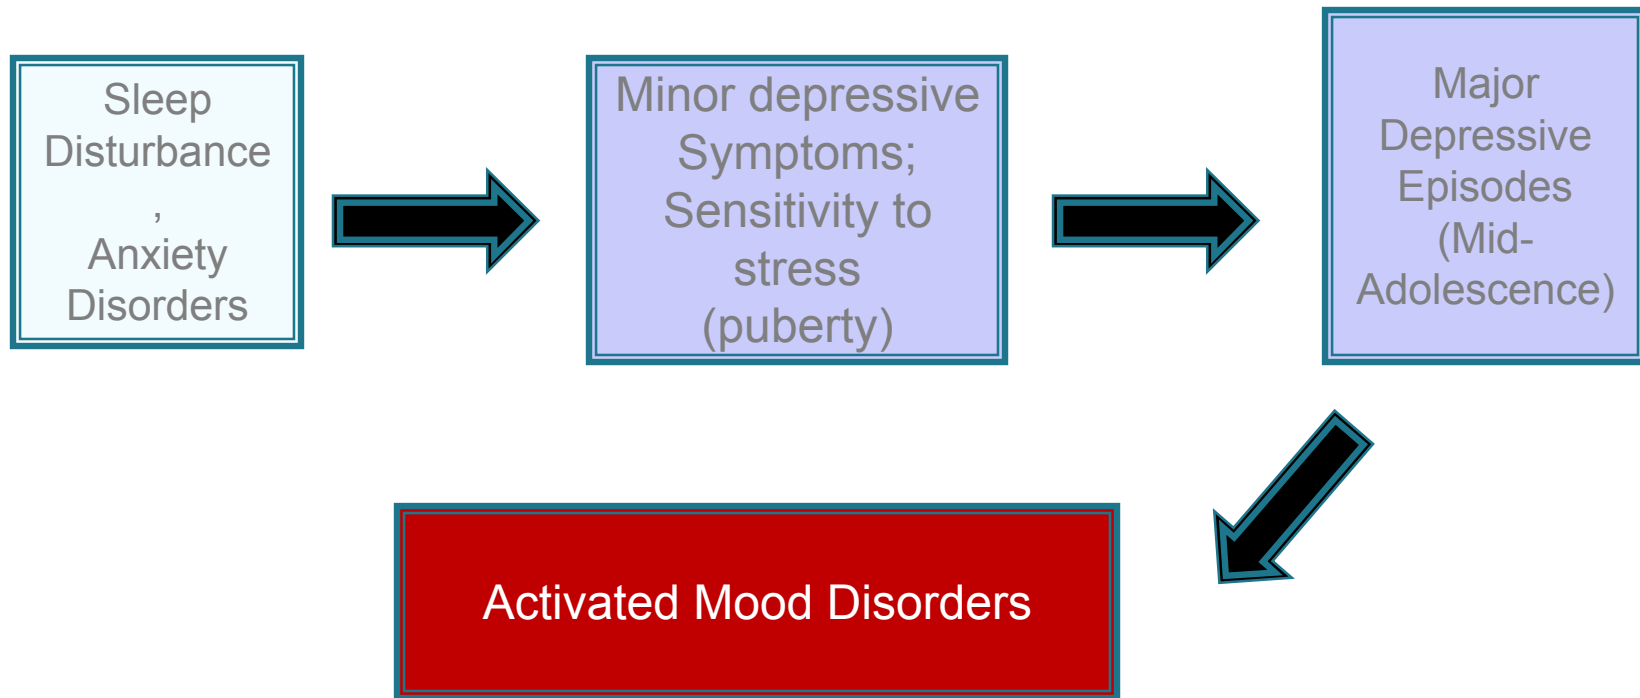 Sleep
Disturbance
,
Anxiety
Disorders
Minor depressive
Symptoms;
Sensitivity to
stress
(puberty)
Major
Depressive
Episodes
(Mid-
Adolescence)
Activated Mood Disorders